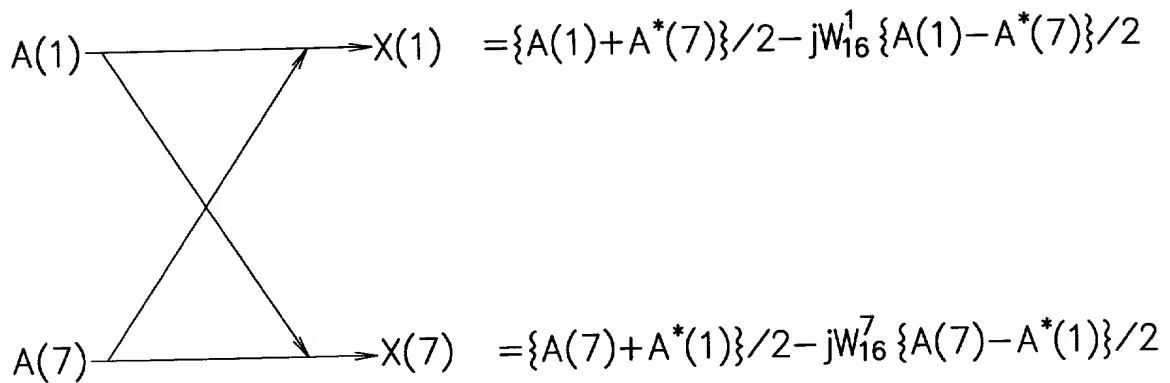 A(1) X(1) ={A(1)+A*(7)}/2-jW¹₁₆{A(1)-A*(7)}/2
A(7) X(7) ={A(7)+A*(1)}/2-jW⁷₁₆{A(7)-A*(1)}/2